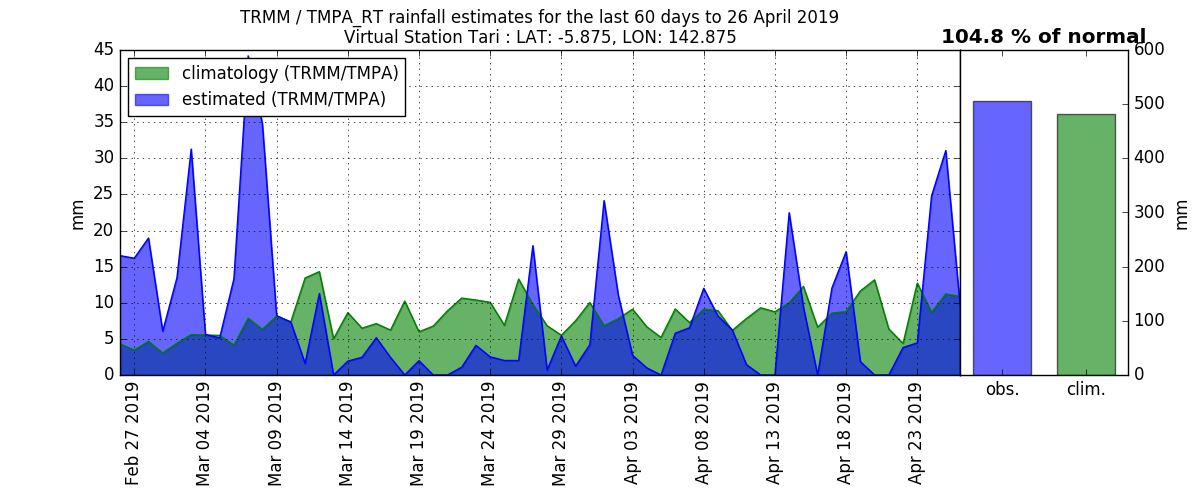 TRMM / TMPA_RT rainfall estimates for the last 60 days to 26 April 2019
Virtual Station Tari : LAT: -5.875, LON: 142.875
104.8 % of normal
climatology (TRMM/TMPA)
estimated (TRMM/TMPA)
45
40
35
30
25
20
15
10
5
0
mm
Feb 27 2019
Mar 04 2019
Mar 09 2019
Mar 14 2019
Mar 19 2019
Mar 24 2019
Mar 29 2019
Apr 03 2019
Apr 08 2019
Apr 13 2019
Apr 18 2019
Apr 23 2019
600
500
400
300
200
100
0
mm
obs.
clim.